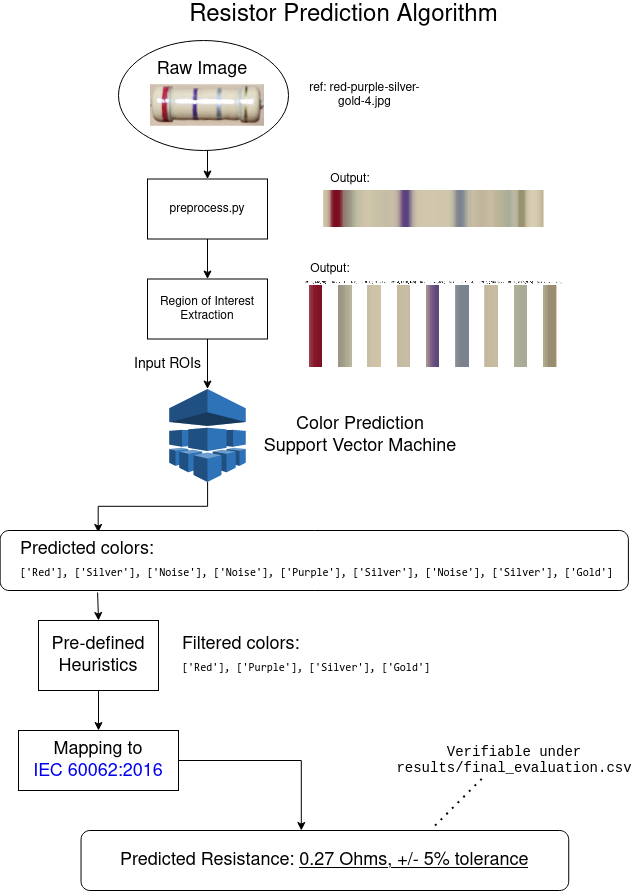 Resistor Prediction Algorithm
Raw Image
ref: red-purple-silver-
gold-4.jpg
preprocess.py
Output:
Output:
Region of Interest
Extraction
Input ROIs
Color Prediction
Support Vector Machine
Predicted colors:
['Red'], ['Silver'], ['Noise'], ['Noise'], ['Purple'], ['Silver'], ['Noise'], ['Silver'], ['Gold']
Pre-defined
Heuristics
Filtered colors:
['Red'], ['Purple'], ['Silver'], ['Gold']
Mapping to
IEC 60062:2016
Verifiable under
results/final_evaluation.csv
Predicted Resistance: 0.27 Ohms, +/- 5% tolerance